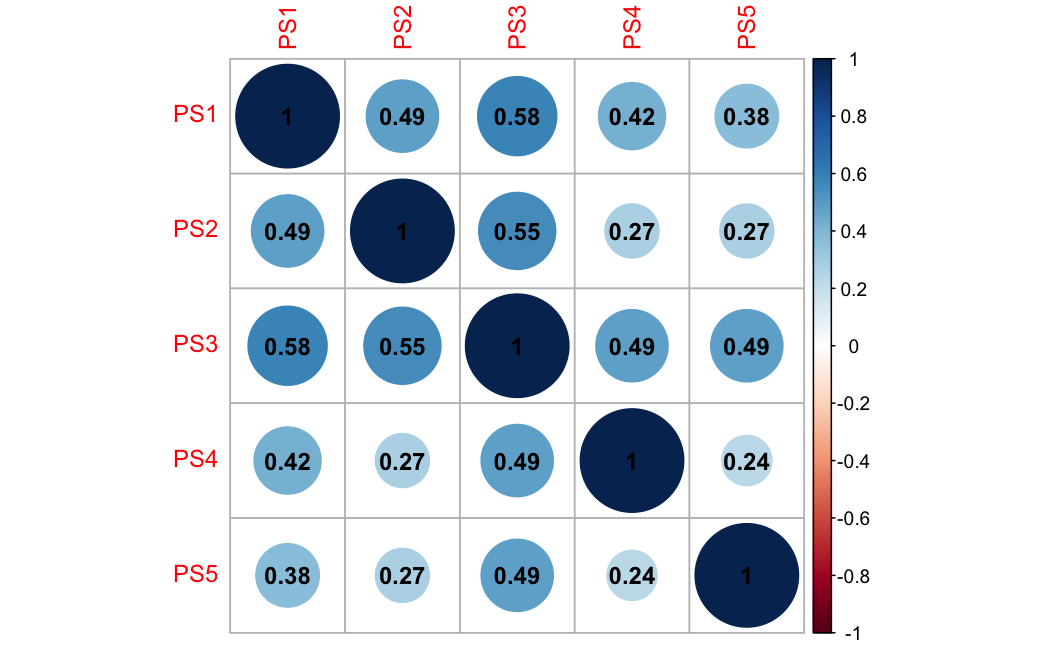 PS1 PS2 PS3 PS4 PS5
PS1 1 0.49 0.58 0.42 0.38
PS2 0.49 1 0.55 0.27 0.27
PS3 0.58 0.55 1 0.49 0.49
PS4 0.42 0.27 0.49 1 0.24
PS5 0.38 0.27 0.49 0.24 1
1
0.8
0.6
0.4
0.2
0
-0.2
-0.4
-0.6
-0.8
-1